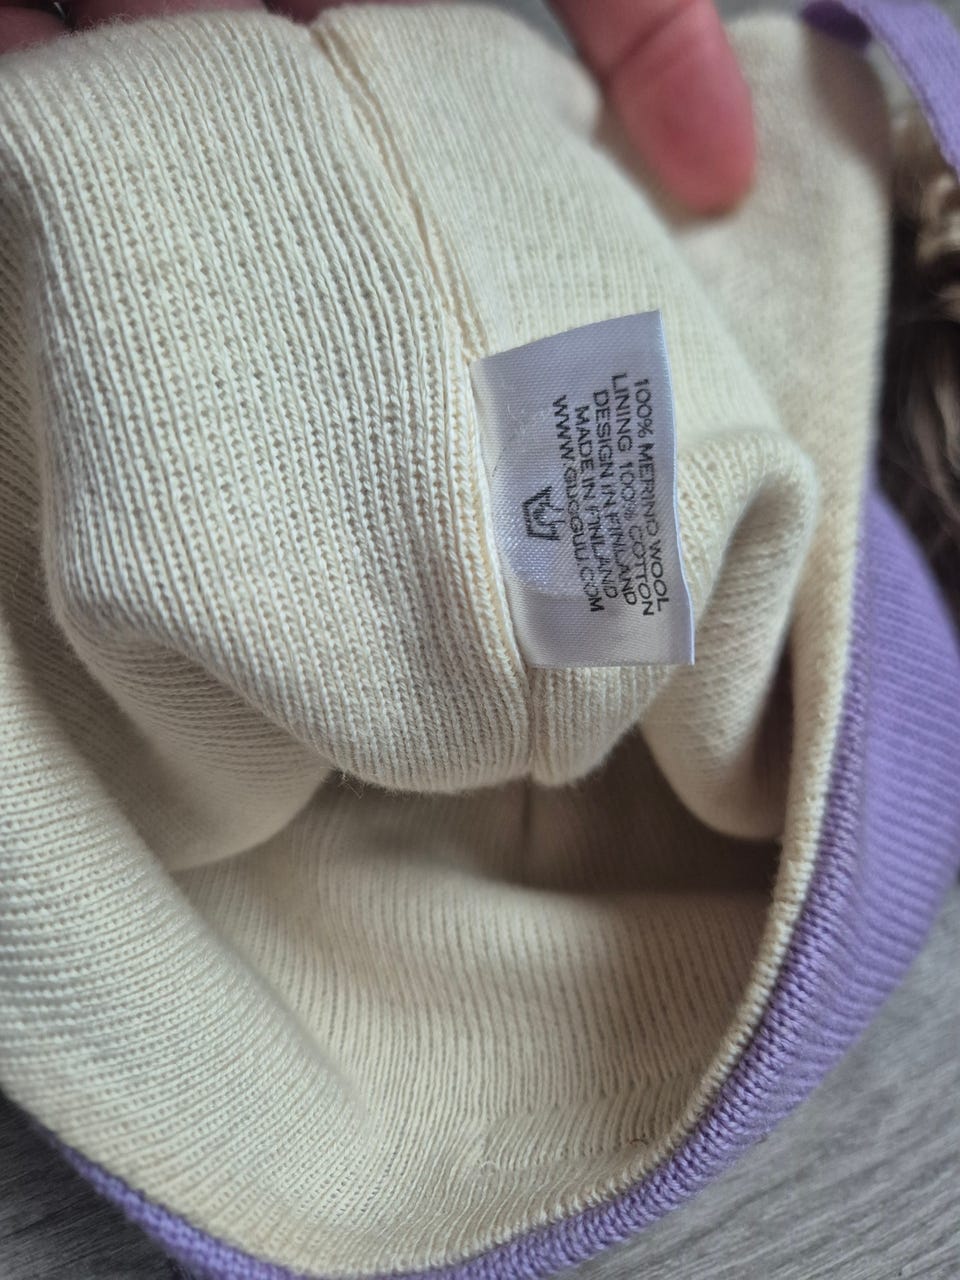 100% MERINO WOOL
LINING 100% COTTON
DESIGN IN FINLAND
MADE IN FINLAND
WWW.GUGGUU.COM